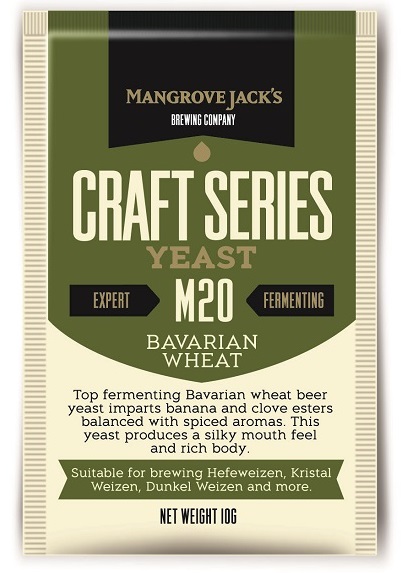 MANGROVE JACK'S
BREWING COMPANY
CRAFT SERIES
YEAST
EXPERT M20 FERMENTING
BAVARIAN
WHEAT
Top fermenting Bavarian wheat beer
yeast imparts banana and clove esters
balanced with spiced aromas. This
yeast produces a silky mouth feel
and rich body.
Suitable for brewing Hefeweizen, Kristal
Weizen, Dunkel Weizen and more.
NET WEIGHT 10G